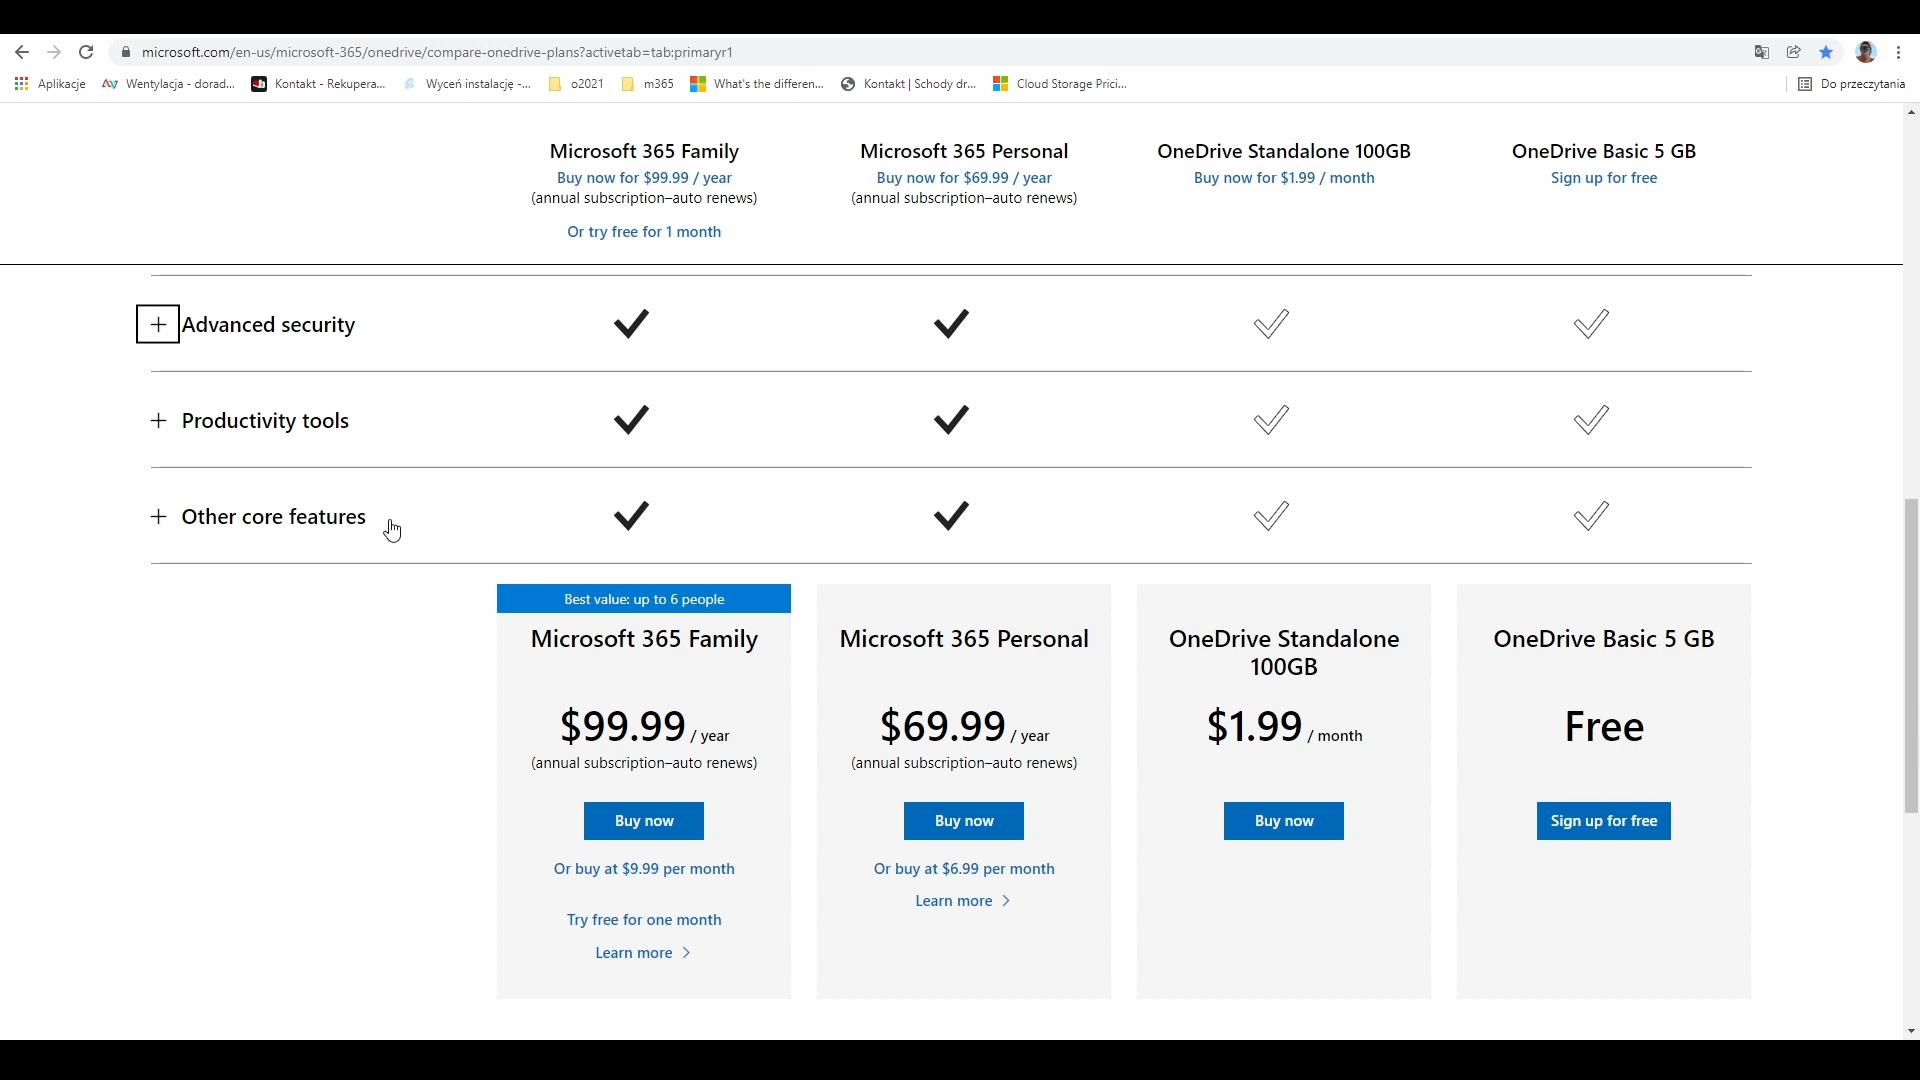 microsoft.com/en-us/microsoft-365/onedrive/compare-onedrive-plans?activetab=tab:primaryr1
Aplikacje Wentylacja - dorad... Kontakt - Rekupera... Wyceń instalację -... o2021 m365 What's the differen... Kontakt | Schody dr... Cloud Storage Prici... Do przeczytania
Microsoft 365 Family Microsoft 365 Personal OneDrive Standalone 100GB OneDrive Basic 5 GB
Buy now for $99.99 / year Buy now for $69.99 / year Buy now for $1.99 / month Sign up for free
(annual subscription–auto renews) (annual subscription–auto renews)
Or try free for 1 month
Advanced security
Productivity tools
Other core features
Best value: up to 6 people
Microsoft 365 Family
$99.99 / year
(annual subscription–auto renews)
Buy now
Or buy at $9.99 per month
Try free for one month
Learn more
Microsoft 365 Personal
$69.99 / year
(annual subscription–auto renews)
Buy now
Or buy at $6.99 per month
Learn more
OneDrive Standalone
100GB
$1.99 / month
Buy now
OneDrive Basic 5 GB
Free
Sign up for free